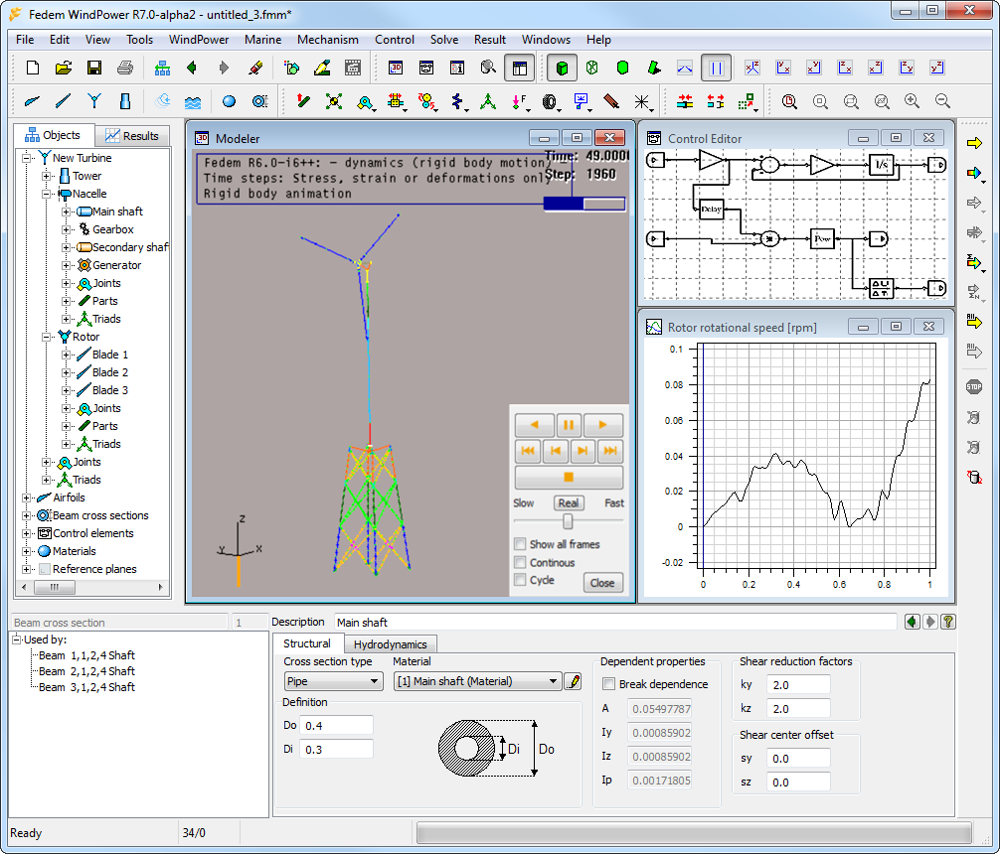 Fedem WindPower R7.0-alpha2 - untitled_3.fmm*
File Edit View Tools WindPower Marine Mechanism Control Solve Result Windows Help
Objects Results
New Turbine
Tower
Nacelle
Main shaft
Gearbox
Secondary shaf
Generator
Joints
Parts
Triads
Rotor
Blade 1
Blade 2
Blade 3
Joints
Parts
Triads
Joints
Triads
Airfoils
Beam cross sections
Control elements
Materials
Reference planes
Modeler
Fedem R6.0-i6++: - dynamics (rigid body motion)
Time steps: Stress, strain or deformations only
Rigid body animation
Time: 49.000
Step: 1960
Z
Y
X
Slow Real Fast
Show all frames
Continous
Cycle
Close
Control Editor
1/s
Delay
Pow
ΔU
ΔT
Rotor rotational speed [rpm]
0.1
0.08
0.06
0.04
0.02
0
-0.02
0 0.2 0.4 0.6 0.8 1
All
All
STOP
Beam cross section 1
Used by:
Beam 1,1,2,4 Shaft
Beam 2,1,2,4 Shaft
Beam 3,1,2,4 Shaft
Description Main shaft
Structural Hydrodynamics
Cross section type Material
Pipe [1] Main shaft (Material)
Definition
Do 0.4
Di 0.3
Di Do
Dependent properties
Break dependence
A 0.05497787
Iy 0.00085902
Iz 0.00085902
Ip 0.00171805
Shear reduction factors
ky 2.0
kz 2.0
Shear center offset
sy 0.0
sz 0.0
Ready 34/0